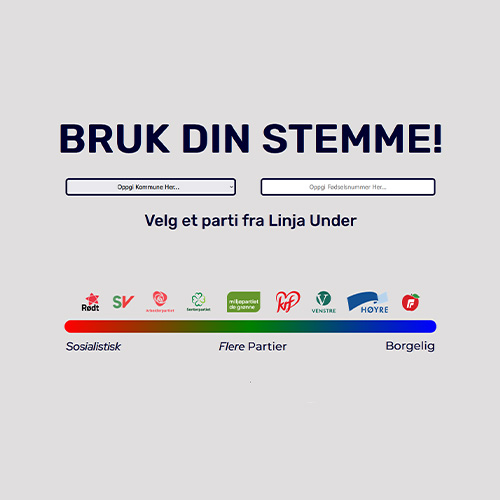 BRUK DIN STEMME!
Oppgi Kommune Her...
Oppgi Fødselsnummer Her...
Velg et parti fra Linja Under
Rødt
SV
arbeiderpartiet
Senterpartiet
miljøpartiet
de grønne
KrF
V
VENSTRE
HØYRE
Sosialistisk
Flere Partier
Borgelig